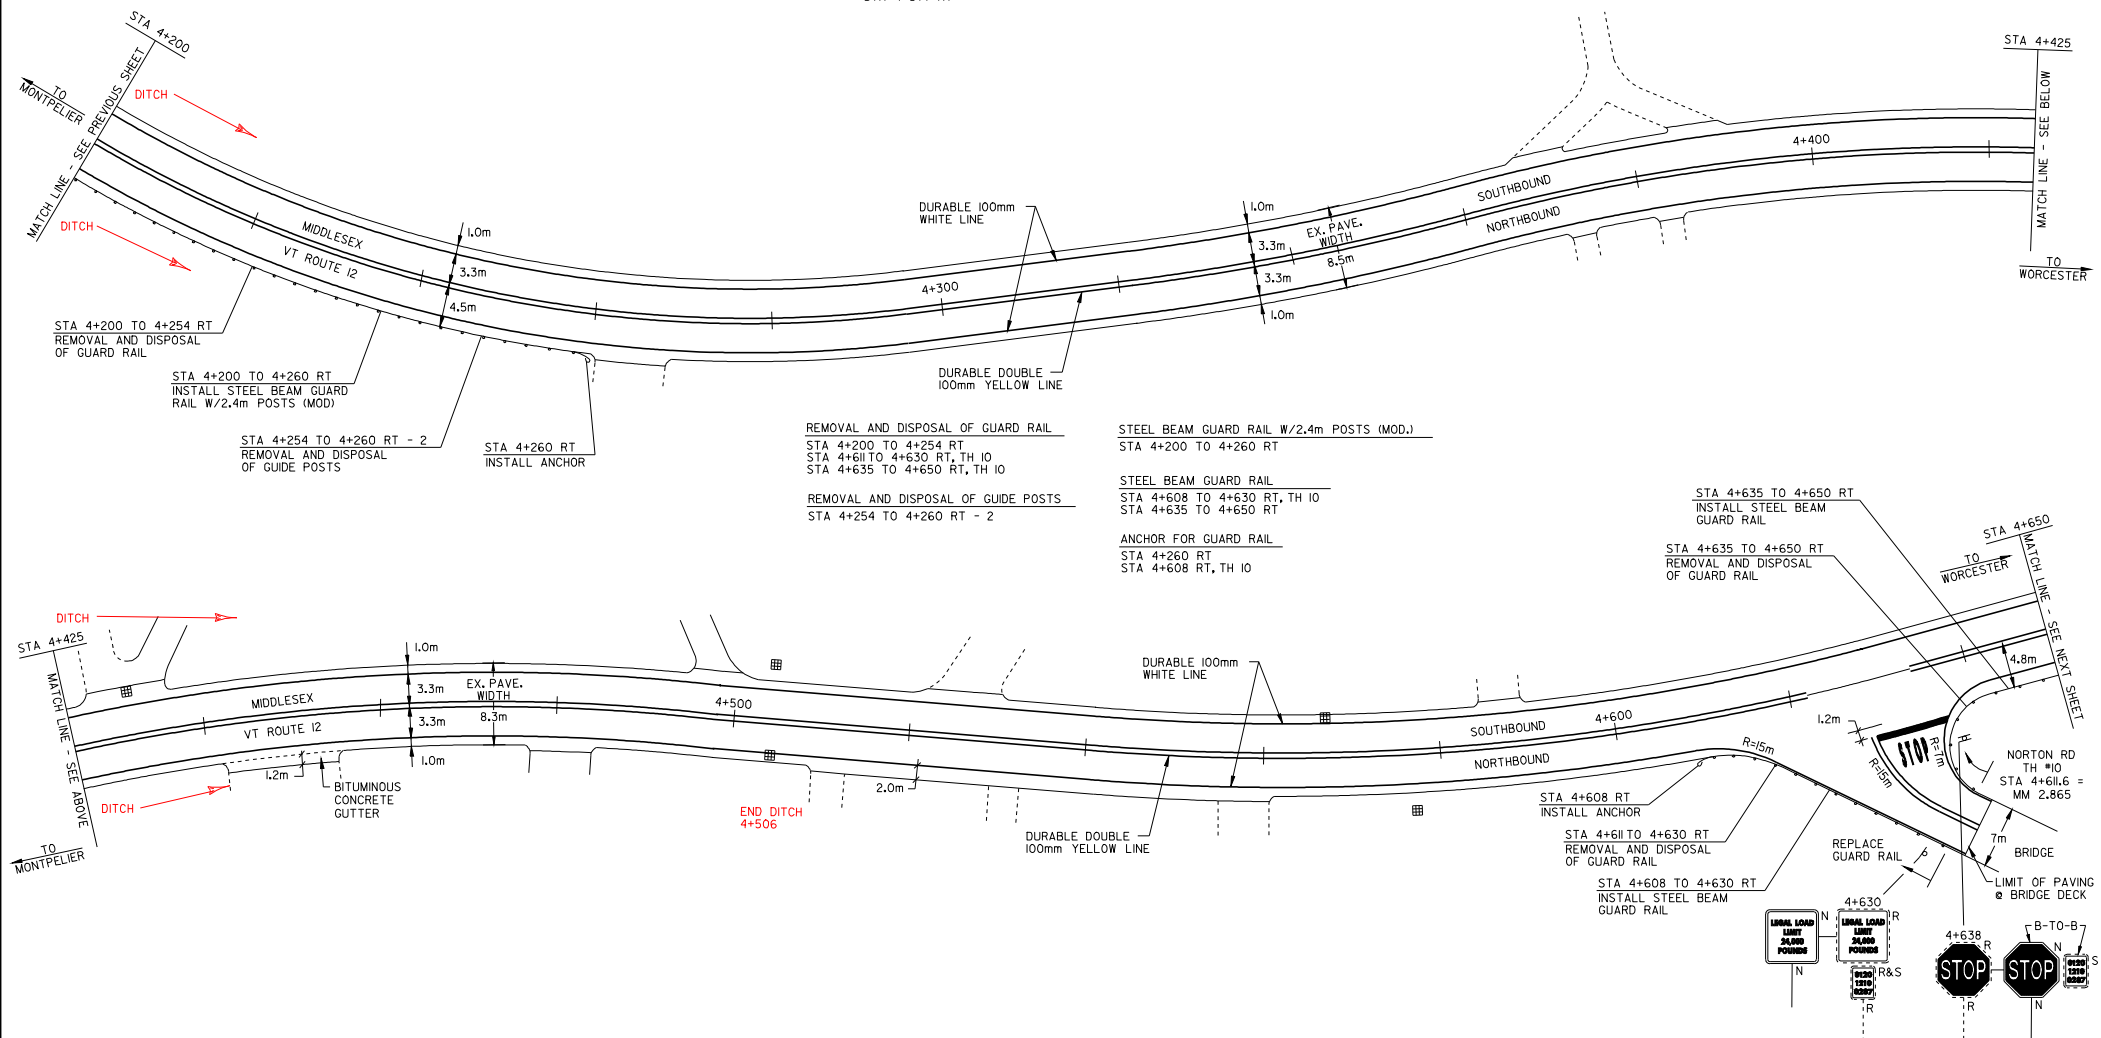 STA 4+200
MATCH LINE - SEE PREVIOUS SHEET
TO
MONTPELIER
DITCH
DITCH
MIDDLESEX
VT ROUTE 12
1.0m
3.3m
4.5m
STA 4+200 TO 4+254 RT
REMOVAL AND DISPOSAL
OF GUARD RAIL
STA 4+200 TO 4+260 RT
INSTALL STEEL BEAM GUARD
RAIL W/2.4m POSTS (MOD)
STA 4+254 TO 4+260 RT - 2
REMOVAL AND DISPOSAL
OF GUIDE POSTS
STA 4+260 RT
INSTALL ANCHOR
4+300
DURABLE 100mm
WHITE LINE
DURABLE DOUBLE
100mm YELLOW LINE
1.0m
3.3m
3.3m
1.0m
EX. PAVE.
WIDTH
8.5m
SOUTHBOUND
NORTHBOUND
4+400
STA 4+425
MATCH LINE - SEE BELOW
TO
WORCESTER
REMOVAL AND DISPOSAL OF GUARD RAIL
STA 4+200 TO 4+254 RT
STA 4+611 TO 4+630 RT, TH 10
STA 4+635 TO 4+650 RT, TH 10
REMOVAL AND DISPOSAL OF GUIDE POSTS
STA 4+254 TO 4+260 RT - 2
STEEL BEAM GUARD RAIL W/2.4m POSTS (MOD.)
STA 4+200 TO 4+260 RT
STEEL BEAM GUARD RAIL
STA 4+608 TO 4+630 RT, TH 10
STA 4+635 TO 4+650 RT
ANCHOR FOR GUARD RAIL
STA 4+260 RT
STA 4+608 RT, TH 10
STA 4+635 TO 4+650 RT
INSTALL STEEL BEAM
GUARD RAIL
STA 4+635 TO 4+650 RT
REMOVAL AND DISPOSAL
OF GUARD RAIL
STA 4+650
MATCH LINE - SEE NEXT SHEET
TO
WORCESTER
DITCH
STA 4+425
MATCH LINE - SEE ABOVE
TO
MONTPELIER
DITCH
MIDDLESEX
VT ROUTE 12
1.2m
BITUMINOUS
CONCRETE
GUTTER
1.0m
3.3m
3.3m
1.0m
EX. PAVE.
WIDTH
8.3m
4+500
END DITCH
4+506
2.0m
DURABLE 100mm
WHITE LINE
DURABLE DOUBLE
100mm YELLOW LINE
SOUTHBOUND
NORTHBOUND
4+600
R=15m
4.8m
1.2m
STOP
R=7m
R=15m
NORTON RD
TH #10
STA 4+611.6 =
MM 2.865
STA 4+608 RT
INSTALL ANCHOR
STA 4+611 TO 4+630 RT
REMOVAL AND DISPOSAL
OF GUARD RAIL
STA 4+608 TO 4+630 RT
INSTALL STEEL BEAM
GUARD RAIL
REPLACE
GUARD RAIL
7m
BRIDGE
LIMIT OF PAVING
@ BRIDGE DECK
4+630
LEGAL LOAD
LIMIT
24,000
POUNDS
N
N
LEGAL LOAD
LIMIT
24,000
POUNDS
R
R&S
0120
1210
0287
R
4+638
STOP
R
R
STOP
N
N
B-TO-B
0120
1210
0287
S